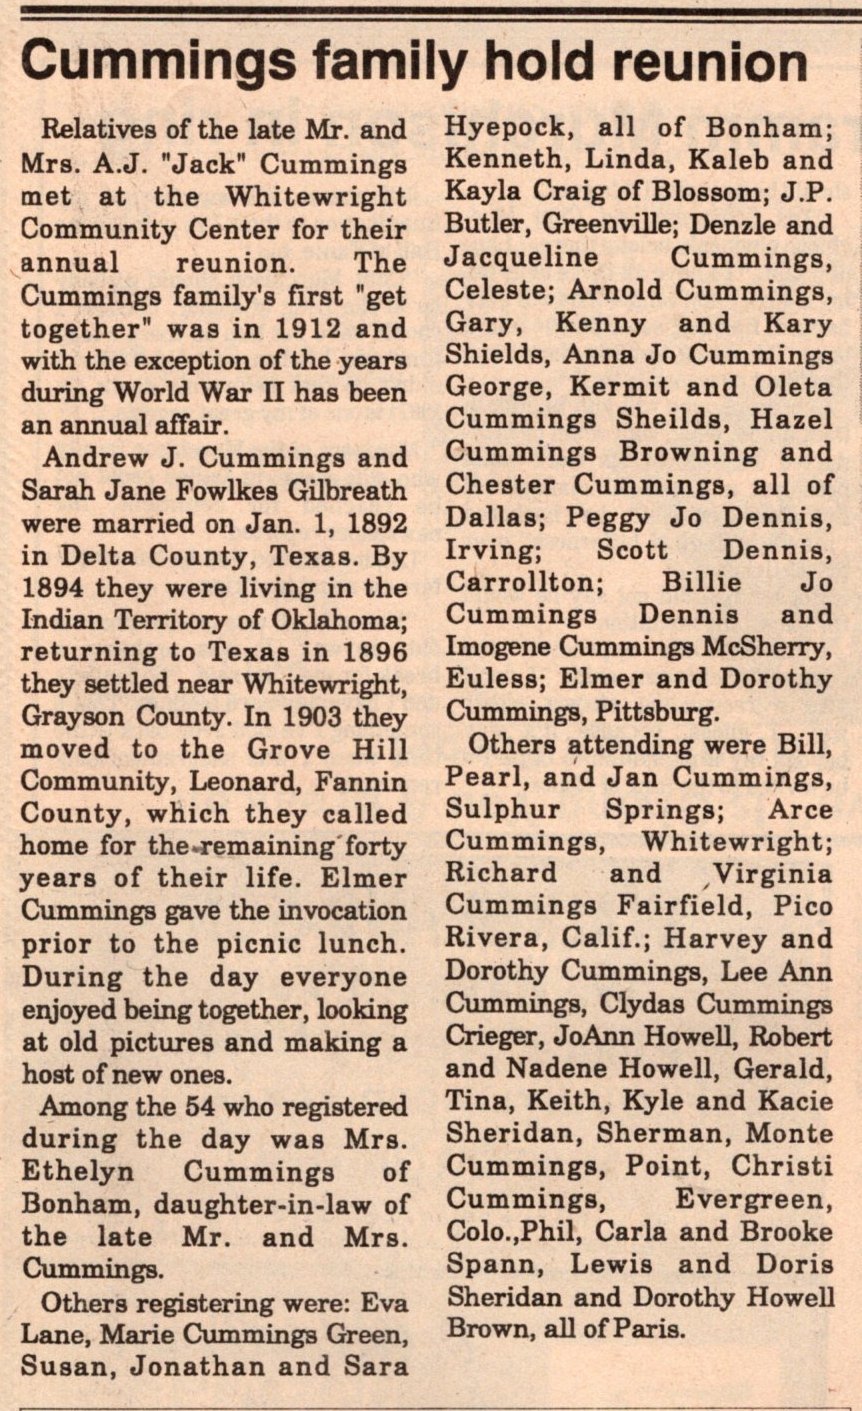 Cummings family hold reunion
Relatives of the late Mr. and
Mrs. A.J. "Jack" Cummings
met at the Whitewright
Community Center for their
annual reunion. The
Cummings family's first "get
together" was in 1912 and
with the exception of the years
during World War II has been
an annual affair.
Andrew J. Cummings and
Sarah Jane Fowlkes Gilbreath
were married on Jan. 1, 1892
in Delta County, Texas. By
1894 they were living in the
Indian Territory of Oklahoma;
returning to Texas in 1896
they settled near Whitewright,
Grayson County. In 1903 they
moved to the Grove Hill
Community, Leonard, Fannin
County, which they called
home for the remaining forty
years of their life. Elmer
Cummings gave the invocation
prior to the picnic lunch.
During the day everyone
enjoyed being together, looking
at old pictures and making a
host of new ones.
Among the 54 who registered
during the day was Mrs.
Ethelyn Cummings of
Bonham, daughter-in-law of
the late Mr. and Mrs.
Cummings.
Others registering were: Eva
Lane, Marie Cummings Green,
Susan, Jonathan and Sara
Hyepock, all of Bonham;
Kenneth, Linda, Kaleb and
Kayla Craig of Blossom; J.P.
Butler, Greenville; Denzle and
Jacqueline Cummings,
Celeste; Arnold Cummings,
Gary, Kenny and Kary
Shields, Anna Jo Cummings
George, Kermit and Oleta
Cummings Sheilds, Hazel
Cummings Browning and
Chester Cummings, all of
Dallas; Peggy Jo Dennis,
Irving; Scott Dennis,
Carrollton; Billie Jo
Cummings Dennis and
Imogene Cummings McSherry,
Euless; Elmer and Dorothy
Cummings, Pittsburg.
Others attending were Bill,
Pearl, and Jan Cummings,
Sulphur Springs; Arce
Cummings, Whitewright;
Richard and Virginia
Cummings Fairfield, Pico
Rivera, Calif.; Harvey and
Dorothy Cummings, Lee Ann
Cummings, Clydas Cummings
Crieger, JoAnn Howell, Robert
and Nadene Howell, Gerald,
Tina, Keith, Kyle and Kacie
Sheridan, Sherman, Monte
Cummings, Point, Christi
Cummings, Evergreen,
Colo.,Phil, Carla and Brooke
Spann, Lewis and Doris
Sheridan and Dorothy Howell
Brown, all of Paris.